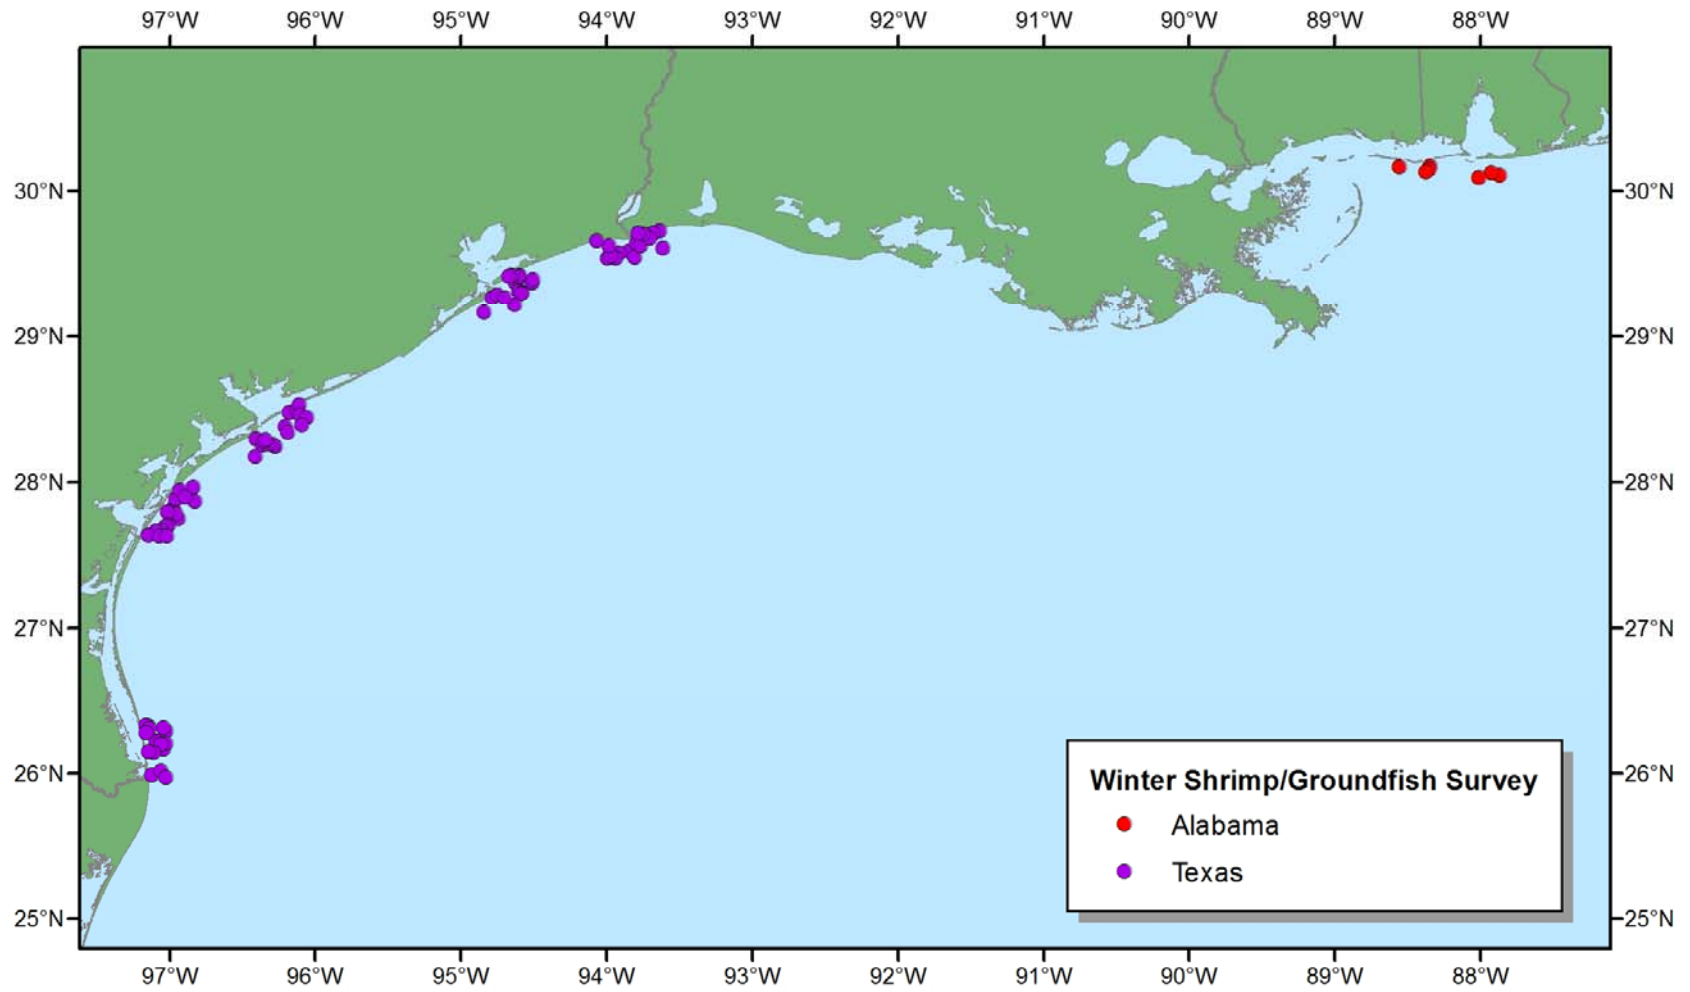 97°W 96°W 95°W 94°W 93°W 92°W 91°W 90°W 89°W 88°W
30°N 30°N
29°N 29°N
28°N 28°N
27°N 27°N
26°N 26°N
Winter Shrimp/Groundfish Survey
Alabama
Texas
25°N 25°N
97°W 96°W 95°W 94°W 93°W 92°W 91°W 90°W 89°W 88°W